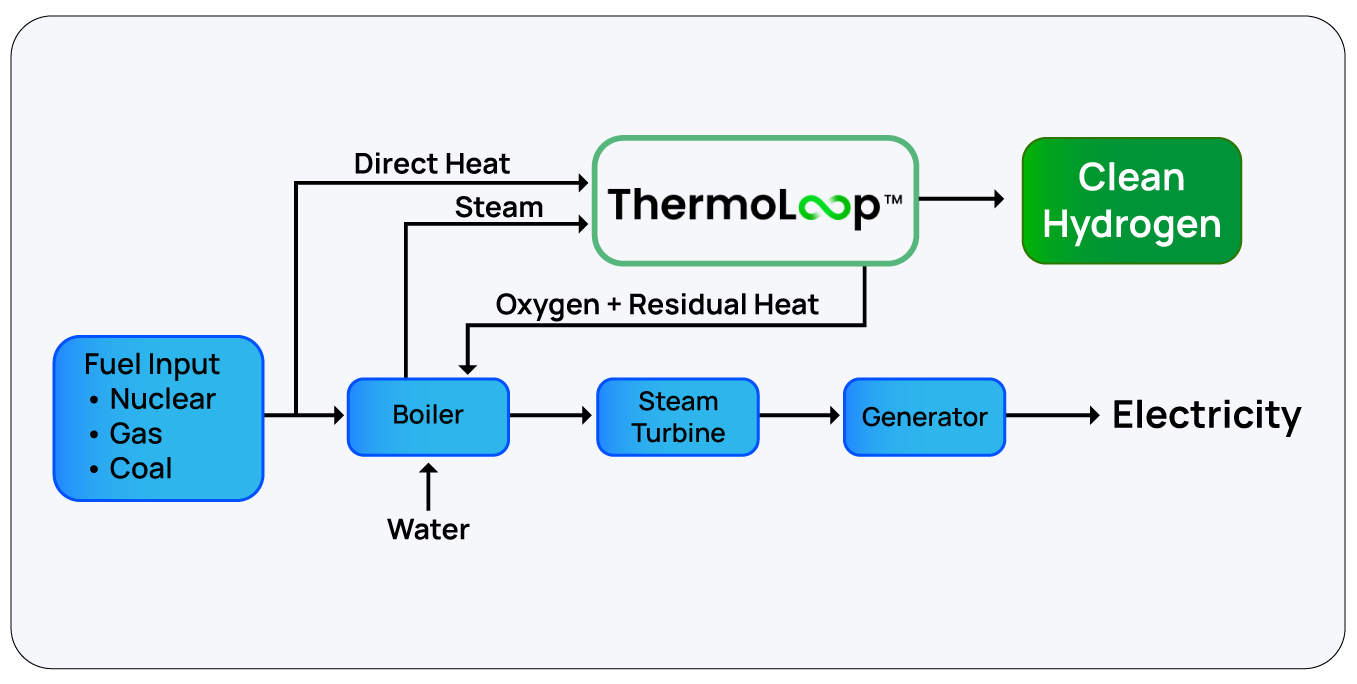 Direct Heat
Steam
ThermoLoop™
Clean
Hydrogen
Oxygen + Residual Heat
Fuel Input
• Nuclear
• Gas
• Coal
Boiler
Steam
Turbine
Generator
Electricity
Water